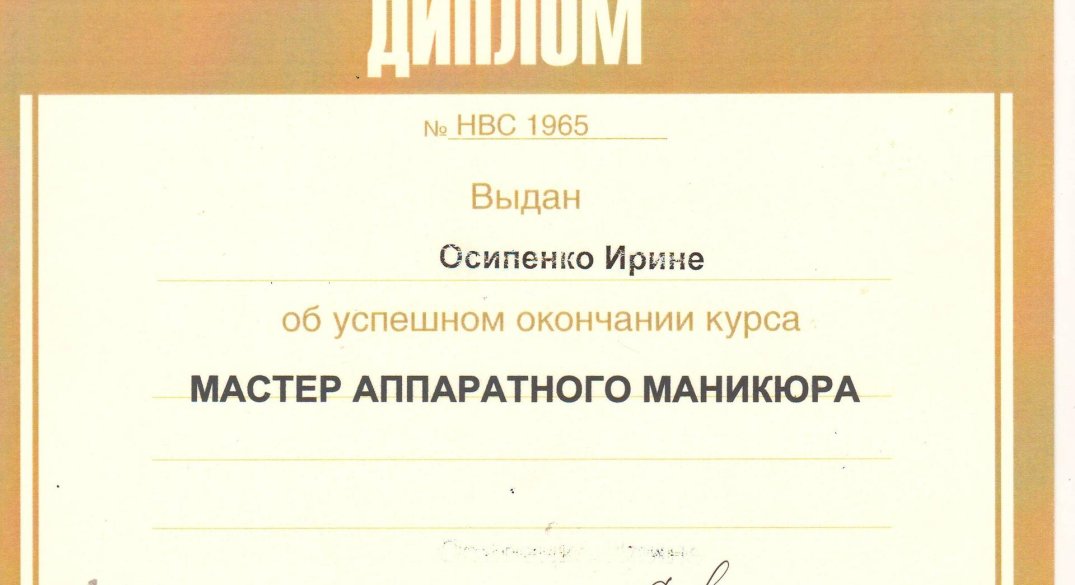 ДИПЛОМ
№ НВС 1965
Выдан
Осипенко Ирине
об успешном окончании курса
МАСТЕР АППАРАТНОГО МАНИКЮРА